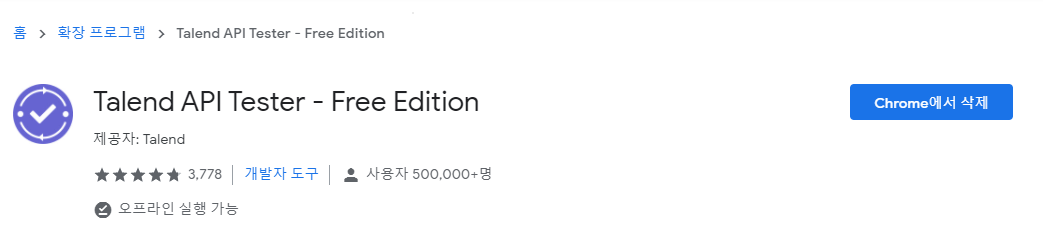 홈 > 확장 프로그램 > Talend API Tester - Free Edition
Talend API Tester - Free Edition
Chrome에서 삭제
제공자: Talend
3,778 개발자 도구 사용자 500,000+명
오프라인 실행 가능